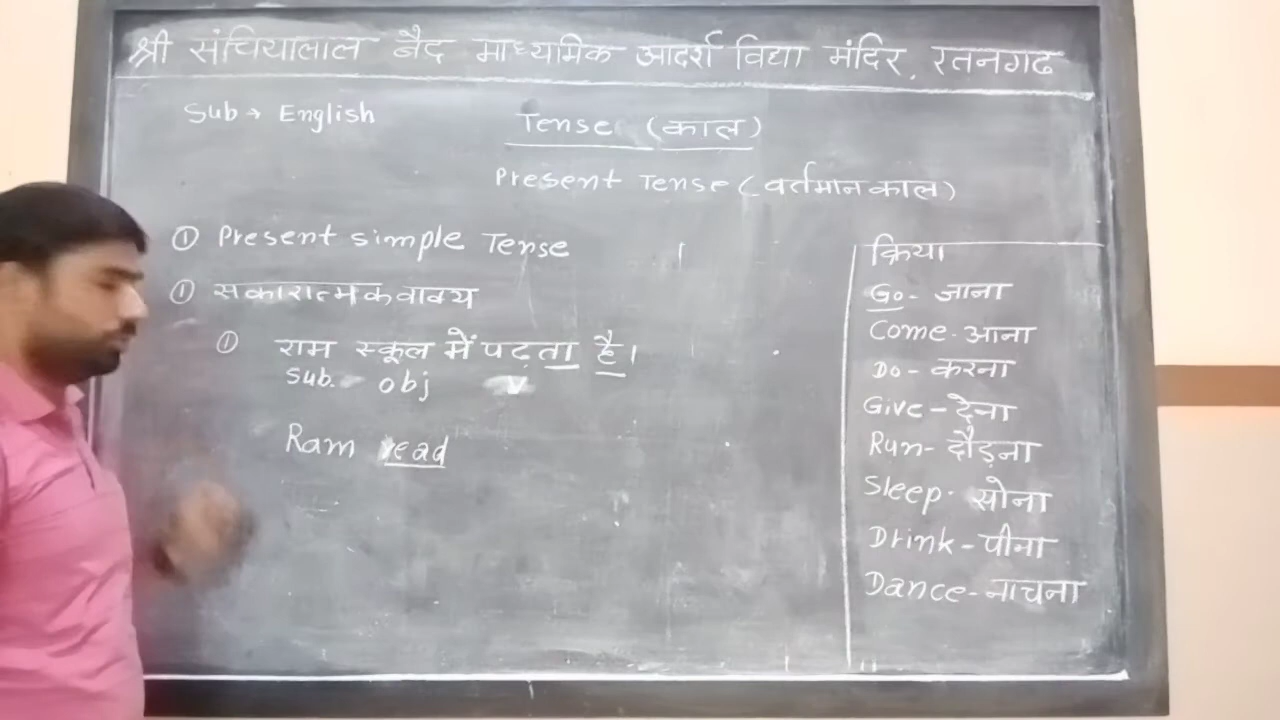 श्री संचियालाल बैद माध्यमिक आदर्श विद्या मंदिर, रतनगढ
Sub → English
Tense (काल)
Present Tense (वर्तमान काल)
① Present simple Tense
① सकारात्मक वाक्य
① राम स्कूल में पढ़ता है।
Sub. obj V
Ram read
क्रिया
Go - जाना
Come - आना
Do - करना
Give - देना
Run - दौड़ना
Sleep - सोना
Drink - पीना
Dance - नाचना